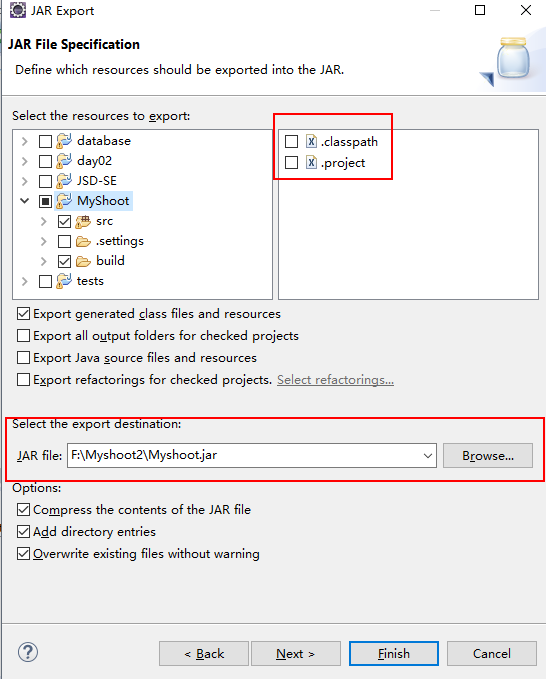 JAR Export
JAR File Specification
Define which resources should be exported into the JAR.
Select the resources to export:
database
day02
JSD-SE
MyShoot
src
.settings
build
tests
.classpath
.project
Export generated class files and resources
Export all output folders for checked projects
Export Java source files and resources
Export refactorings for checked projects. Select refactorings...
Select the export destination:
JAR file: F:\Myshoot2\Myshoot.jar Browse...
Options:
Compress the contents of the JAR file
Add directory entries
Overwrite existing files without warning
? < Back Next > Finish Cancel